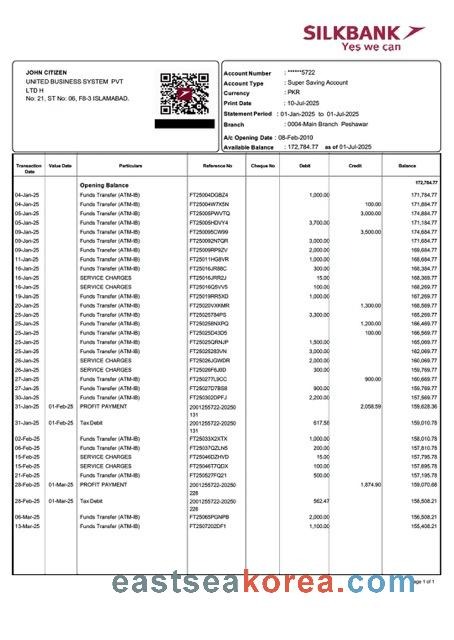 SILKBANK
Yes we can
JOHN CITIZEN
UNITED BUSINESS SYSTEM PVT
LTD H
No. 21, ST No: 06, F8-3 ISLAMABAD.
Account Number : ******5722
Account Type : Super Saving Account
Currency : PKR
Print Date : 10-Jul-2025
Statement Period : 01-Jan-2025 to 01-Jul-2025
Branch : 0004-Main Branch Peshawar
A/c Opening Date : 08-Feb-2010
Available Balance : 172,784.77 as of 01-Jul-2025
Transaction Date Value Date Particulars Reference No Cheque No Debit Credit Balance
Opening Balance 172,784.77
04-Jan-25 Funds Transfer (ATM-IB) FT25004DGBZ4 1,000.00 171,784.77
04-Jan-25 Funds Transfer (ATM-IB) FT25004W7X5N 100.00 171,884.77
05-Jan-25 Funds Transfer (ATM-IB) FT25005PWVTQ 3,000.00 174,884.77
05-Jan-25 Funds Transfer (ATM-IB) FT25005HDVY4 3,700.00 171,184.77
09-Jan-25 Funds Transfer (ATM-IB) FT250095CW99 3,500.00 174,684.77
09-Jan-25 Funds Transfer (ATM-IB) FT250092N7QR 3,000.00 171,684.77
09-Jan-25 Funds Transfer (ATM-IB) FT25009RP9ZV 2,000.00 169,684.77
11-Jan-25 Funds Transfer (ATM-IB) FT25011HG8VR 1,000.00 168,684.77
16-Jan-25 Funds Transfer (ATM-IB) FT25016JR88C 300.00 168,384.77
16-Jan-25 SERVICE CHARGES FT25016JRR2J 15.00 168,369.77
16-Jan-25 SERVICE CHARGES FT25016Q5VV5 100.00 168,269.77
19-Jan-25 Funds Transfer (ATM-IB) FT25019RR5XD 1,000.00 167,269.77
20-Jan-25 Funds Transfer (ATM-IB) FT25020VXKMR 1,300.00 168,569.77
25-Jan-25 Funds Transfer (ATM-IB) FT25025784PS 3,300.00 165,269.77
25-Jan-25 Funds Transfer (ATM-IB) FT250258NXPQ 1,200.00 166,469.77
25-Jan-25 Funds Transfer (ATM-IB) FT25025D43D5 100.00 166,569.77
25-Jan-25 Funds Transfer (ATM-IB) FT25025QRNJP 1,500.00 165,069.77
25-Jan-25 Funds Transfer (ATM-IB) FT25025283VN 3,000.00 162,069.77
26-Jan-25 SERVICE CHARGES FT25026JGWDR 2,000.00 160,069.77
26-Jan-25 SERVICE CHARGES FT25026F6J0D 300.00 159,769.77
27-Jan-25 Funds Transfer (ATM-IB) FT250277L9CC 900.00 160,669.77
27-Jan-25 Funds Transfer (ATM-IB) FT25027D7BS8 900.00 159,769.77
30-Jan-25 Funds Transfer (ATM-IB) FT250302DPFJ 2,200.00 157,569.77
31-Jan-25 01-Feb-25 PROFIT PAYMENT 2001255722-20250 2,058.59 159,628.36
131
31-Jan-25 01-Feb-25 Tax Debit 2001255722-20250 617.58 159,010.78
131
02-Feb-25 Funds Transfer (ATM-IB) FT25033X2XTX 1,000.00 158,010.78
06-Feb-25 Funds Transfer (ATM-IB) FT25037QZLN5 200.00 157,810.78
15-Feb-25 SERVICE CHARGES FT25046DZHVD 15.00 157,795.78
15-Feb-25 SERVICE CHARGES FT25046T7QDX 100.00 157,695.78
21-Feb-25 Funds Transfer (ATM-IB) FT250527FQ21 500.00 157,195.78
28-Feb-25 01-Mar-25 PROFIT PAYMENT 2001255722-20250 1,874.90 159,070.68
228
28-Feb-25 01-Mar-25 Tax Debit 2001255722-20250 562.47 158,508.21
228
06-Mar-25 Funds Transfer (ATM-IB) FT25065PGNPB 2,000.00 156,508.21
13-Mar-25 Funds Transfer (ATM-IB) FT2507202DF1 1,100.00 155,408.21
eastseakorea.com
Page 1 of 1